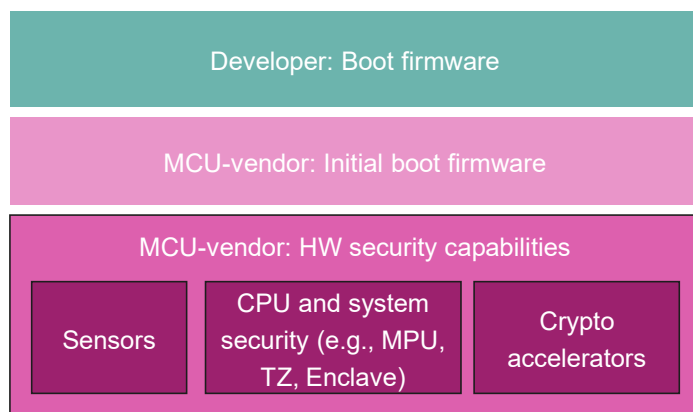 Developer: Boot firmware
MCU-vendor: Initial boot firmware
MCU-vendor: HW security capabilities
Sensors
CPU and system
security (e.g., MPU,
TZ, Enclave)
Crypto
accelerators